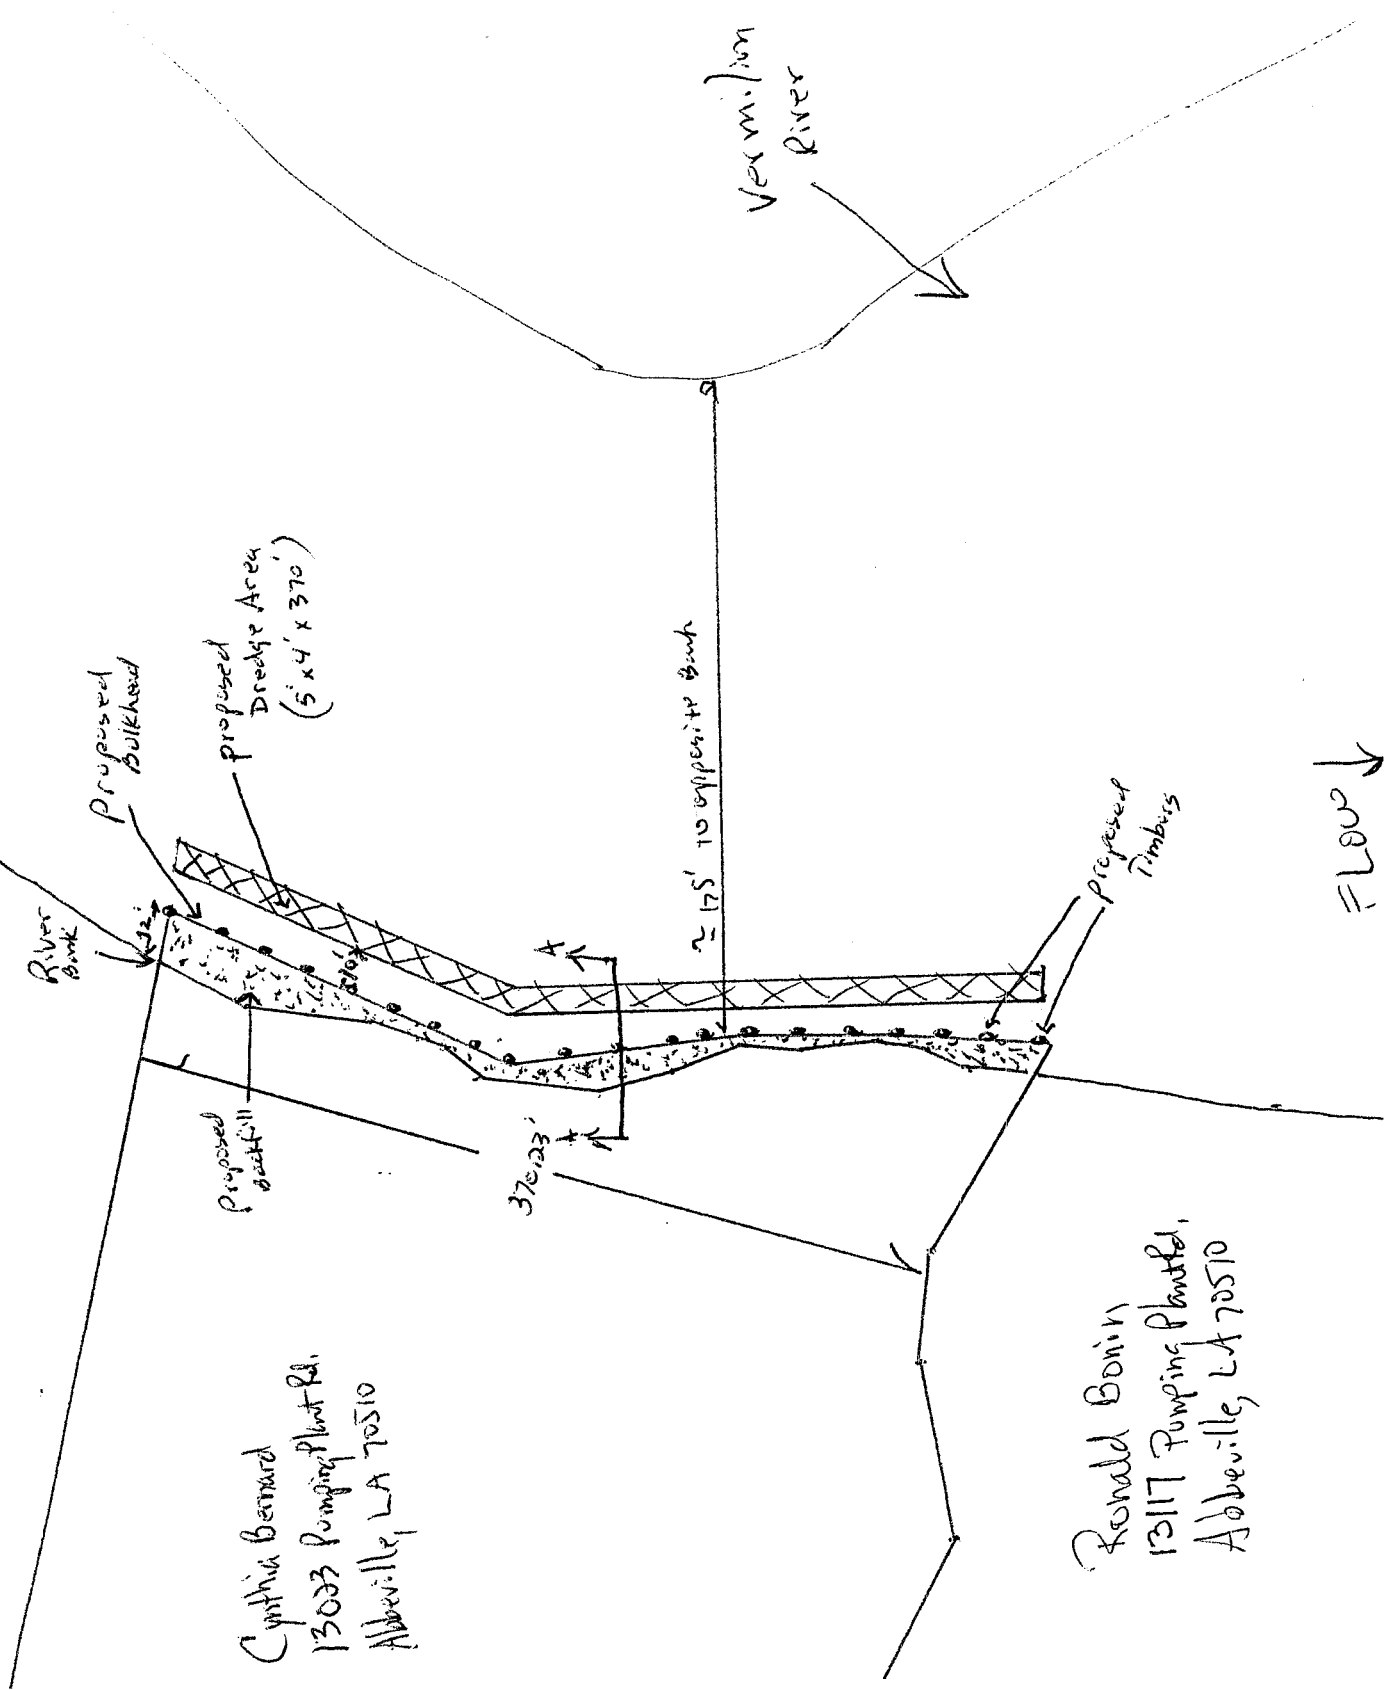 Vermilion
River
River
Bank
12'
Proposed
Bulkhead
proposed
Dredge Area
(5' x 4' x 370')
Proposed
Backfill
370.23'
A
A
≃ 175' to opposite Bank
Proposed
Timbers
FLOW
Cynthia Bernard
13023 Pumping Plant Rd.
Abbeville, LA 70510
Ronald Bonin
13117 Pumping Plant Rd.
Abbeville, LA 70510